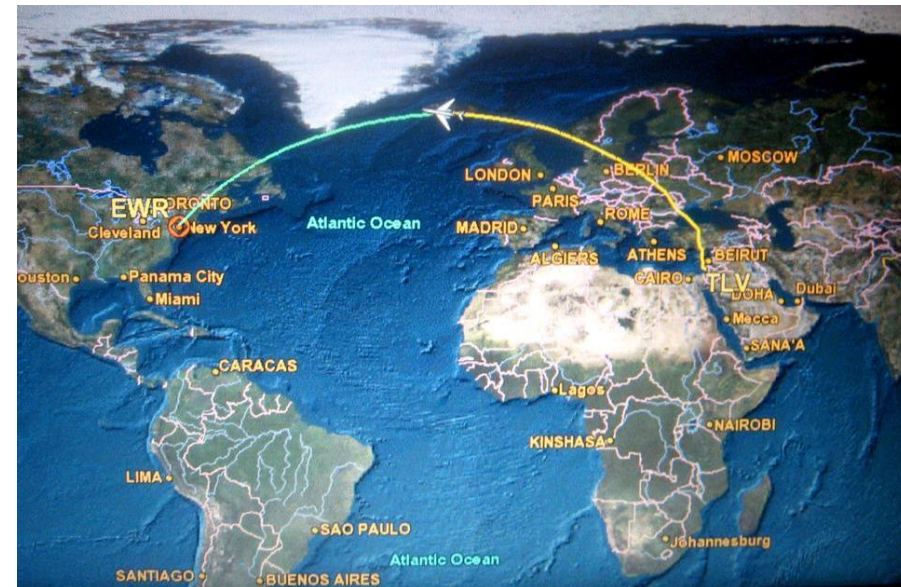 MOSCOW
LONDON
BERLIN
PARIS
EWR
TORONTO
Cleveland
New York
Atlantic Ocean
MADRID
ROME
ALGIERS
ATHENS
BEIRUT
ouston
Panama City
CAIRO
TLV
DOHA
Dubai
Miami
Mecca
SANA'A
CARACAS
Lagos
NAIROBI
KINSHASA
LIMA
SAO PAULO
Johannesburg
Atlantic Ocean
SANTIAGO
BUENOS AIRES